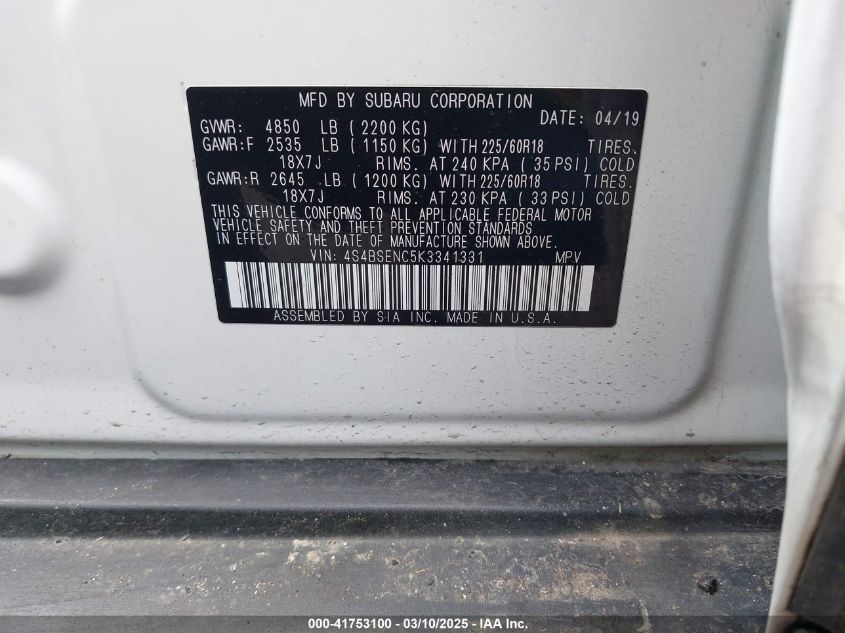 MFD BY SUBARU CORPORATION
DATE: 04/19
GVWR: 4850 LB ( 2200 KG)
GAWR:F 2535 LB ( 1150 KG) WITH 225/60R18 TIRES.
18X7J RIMS. AT 240 KPA ( 35 PSI) COLD
GAWR:R 2645 LB ( 1200 KG) WITH 225/60R18 TIRES.
18X7J RIMS. AT 230 KPA ( 33 PSI) COLD
THIS VEHICLE CONFORMS TO ALL APPLICABLE FEDERAL MOTOR
VEHICLE SAFETY AND THEFT PREVENTION STANDARDS
IN EFFECT ON THE DATE OF MANUFACTURE SHOWN ABOVE.
VIN: 4S4BSENC5K3341331 MPV
ASSEMBLED BY SIA INC. MADE IN U.S.A.
000-41753100 - 03/10/2025 - IAA Inc.